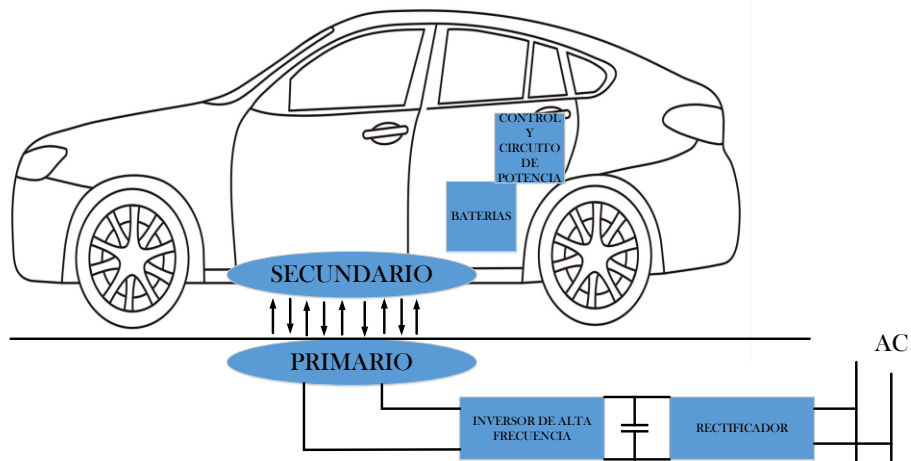 CONTROL
Y
CIRCUITO
DE
POTENCIA
BATERIAS
SECUNDARIO
PRIMARIO
AC
INVERSOR DE ALTA
FRECUENCIA
RECTIFICADOR